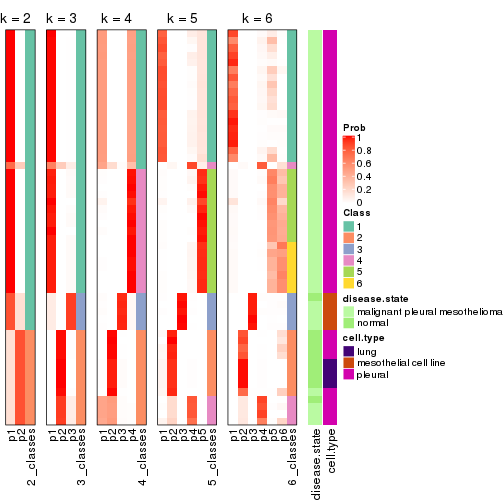 k = 2 k = 3 k = 4 k = 5 k = 6
Prob
1
0.8
0.6
0.4
0.2
0
Class
1
2
3
4
5
6
disease.state
malignant pleural mesothelioma
normal
cell.type
lung
mesothelial cell line
pleural
p1
p2
2_classes
p1
p2
p3
3_classes
p1
p2
p3
p4
4_classes
p1
p2
p3
p4
p5
5_classes
p1
p2
p3
p4
p5
p6
6_classes
disease.state
cell.type